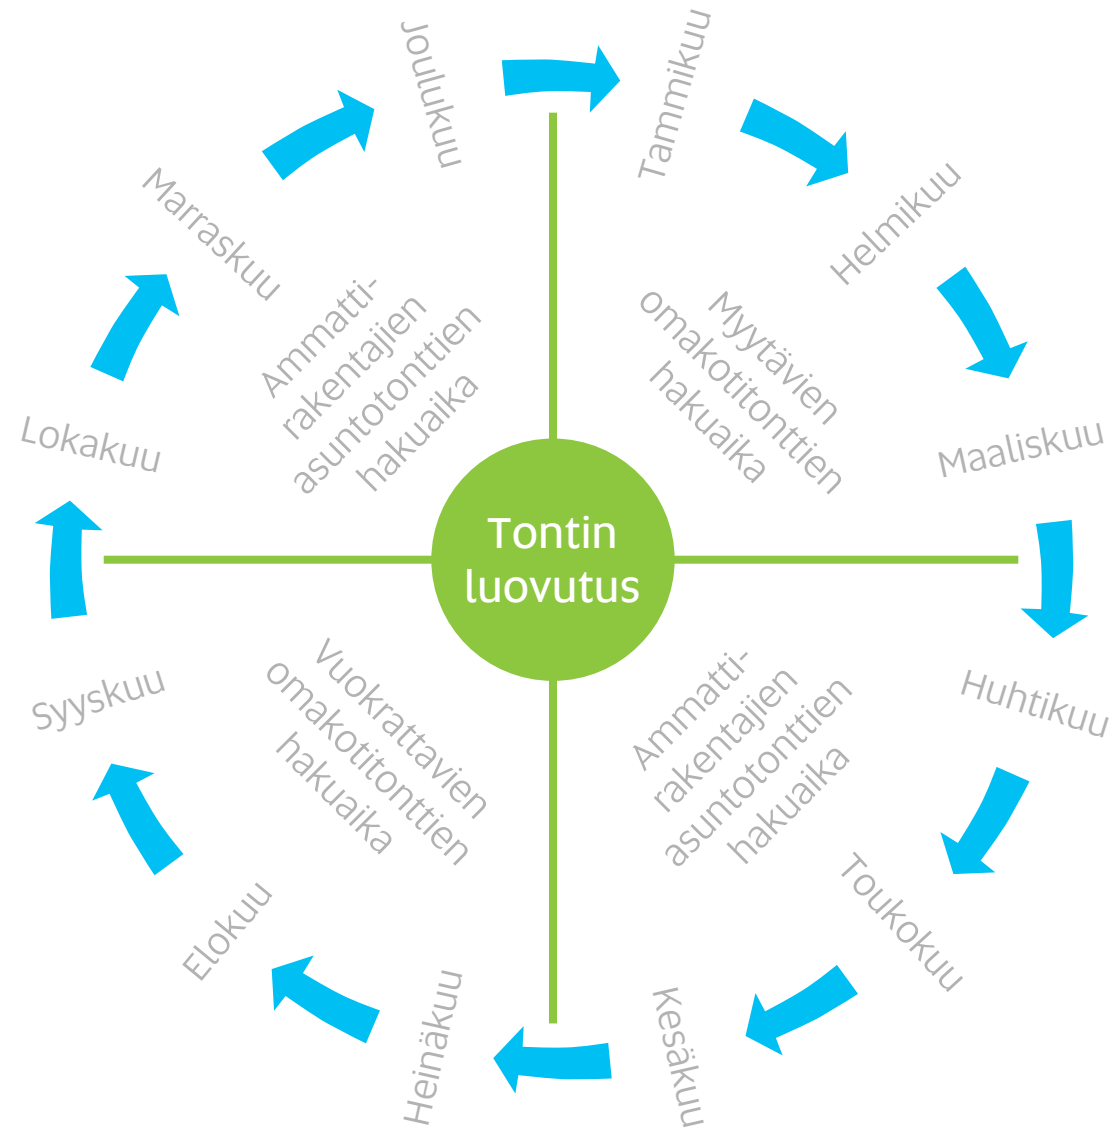 Tammikuu
Helmikuu
Maaliskuu
Huhtikuu
Toukokuu
Kesäkuu
Heinäkuu
Elokuu
Syyskuu
Lokakuu
Marraskuu
Joulukuu
Myytävien
omakotitonttien
hakuaika
Ammatti-
rakentajien
asuntotonttien
hakuaika
Vuokrattavien
omakotitonttien
hakuaika
Ammatti-
rakentajien
asuntotonttien
hakuaika
Tontin
luovutus